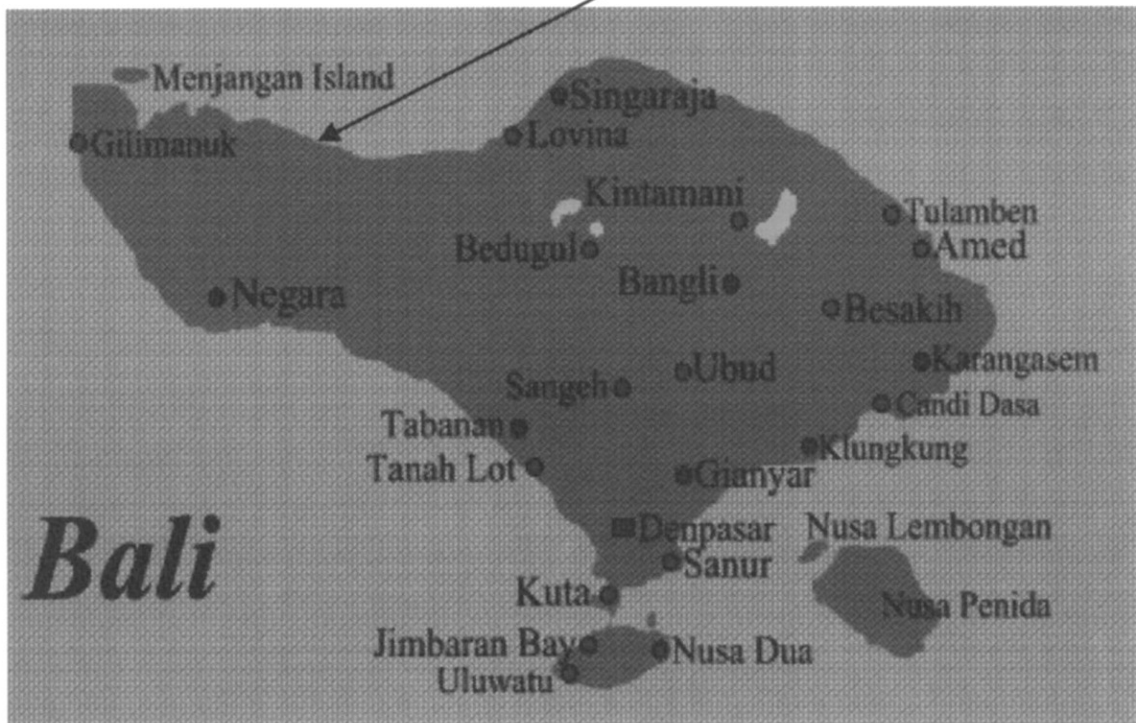 Menjangan Island
Singaraja
Gilimanuk
Lovina
Kintamani
Tulamben
Bedugul
Amed
Bangli
Negara
Besakih
Ubud
Karangasem
Sangeh
Candi Dasa
Tabanan
Klungkung
Tanah Lot
Gianyar
Bali
Denpasar
Nusa Lembongan
Sanur
Kuta
Nusa Penida
Jimbaran Bay
Nusa Dua
Uluwatu